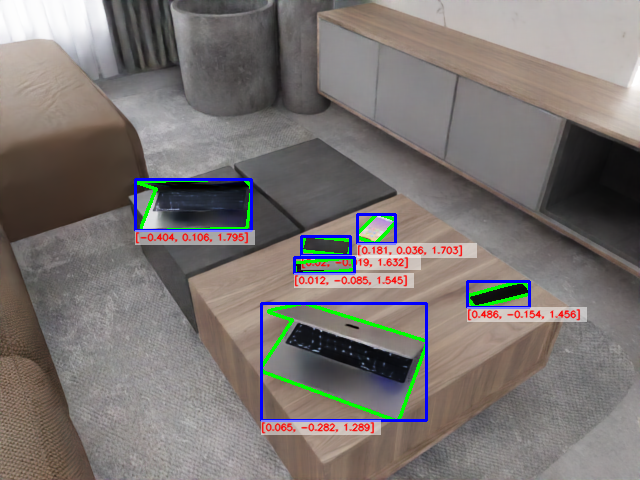 [−0.404, 0.106, 1.795]
[0.181, 0.036, 1.703]
[0.012, −0.085, 1.545]
[0.486, −0.154, 1.456]
[0.065, −0.282, 1.289]